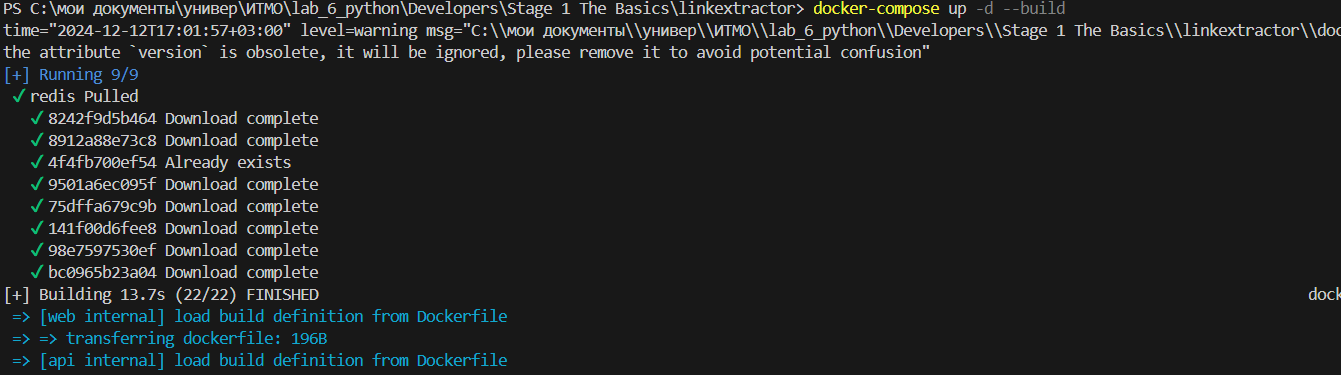 PS C:\мои документы\универ\ИТМО\lab_6_python\Developers\Stage 1 The Basics\linkextractor> docker-compose up -d --build
time="2024-12-12T17:01:57+03:00" level=warning msg="C:\\мои документы\\универ\\ИТМО\\lab_6_python\\Developers\\Stage 1 The Basics\\linkextractor\\doc
the attribute `version` is obsolete, it will be ignored, please remove it to avoid potential confusion"
[+] Running 9/9
✔ redis Pulled
✔ 8242f9d5b464 Download complete
✔ 8912a88e73c8 Download complete
✔ 4f4fb700ef54 Already exists
✔ 9501a6ec095f Download complete
✔ 75dffa679c9b Download complete
✔ 141f00d6fee8 Download complete
✔ 98e7597530ef Download complete
✔ bc0965b23a04 Download complete
[+] Building 13.7s (22/22) FINISHED dock
=> [web internal] load build definition from Dockerfile
=> => transferring dockerfile: 196B
=> [api internal] load build definition from Dockerfile